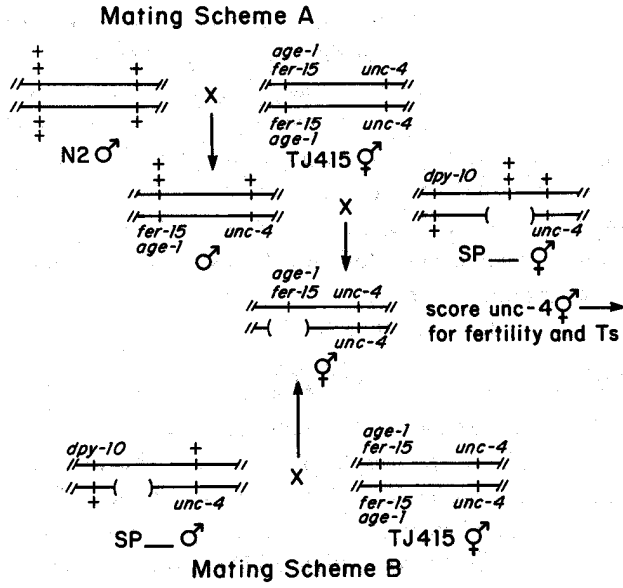 Mating Scheme A
+ +
+ +
+ +
+
N2 ♂
X
age-1
fer-15 unc-4
fer-15 unc-4
age-1
TJ415 ⚥
+
+ +
fer-15 unc-4
age-1
♂
X
dpy-10 +
+ +
+ ( ) unc-4
SP__ ⚥
age-1
fer-15 unc-4
( ) unc-4
⚥
score unc-4 ⚥
for fertility and Ts
dpy-10 +
+ ( ) unc-4
SP__ ♂
X
age-1
fer-15 unc-4
fer-15 unc-4
age-1
TJ415 ⚥
Mating Scheme B